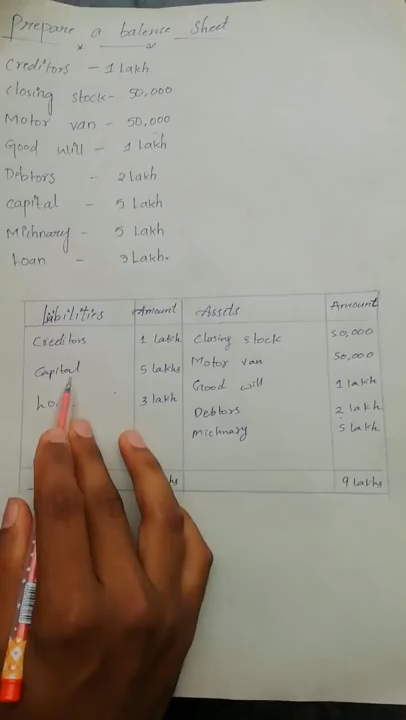 Prepare a balence sheet
Creditors - 1 Lakh
Closing stock - 50,000
Motor van - 50,000
Good will - 1 lakh
Debtors - 2 lakh
Capital - 5 Lakh
Michnary - 5 Lakh
Loan - 3 Lakh.
Liibilities Amount Assets Amount
Creditors 1 lakh Closing stock 50,000
Capital 5 lakhs Motor van 50,000
3 lakh Good will 1 lakh
Debtors 2 lakh
Michnary 5 lakh
9 lakhs